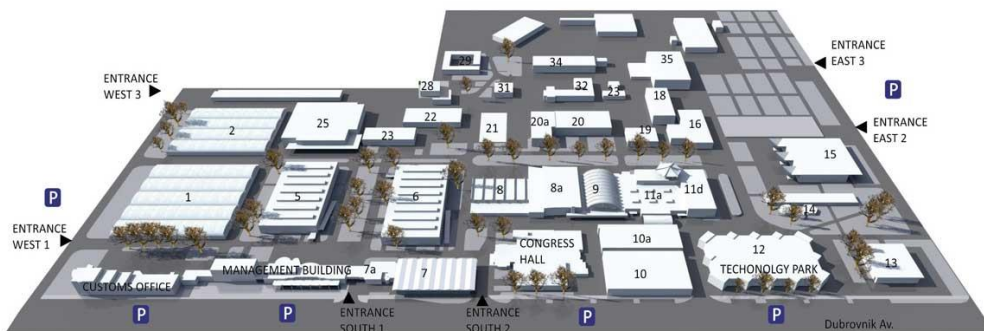 ENTRANCE
EAST 3
P
ENTRANCE
WEST 3
ENTRANCE
EAST 2
29
34
35
28
31
32
23
18
2
25
23
22
21
20a
20
19
16
15
P
ENTRANCE
WEST 1
1
5
6
8
8a
9
11a
11d
14
CONGRESS
HALL
10a
10
12
TECHONOLGY PARK
13
CUSTOMS OFFICE
MANAGEMENT BUILDING
7a
7
P
P
ENTRANCE
SOUTH 1
ENTRANCE
SOUTH 2
P
P
Dubrovnik Av.